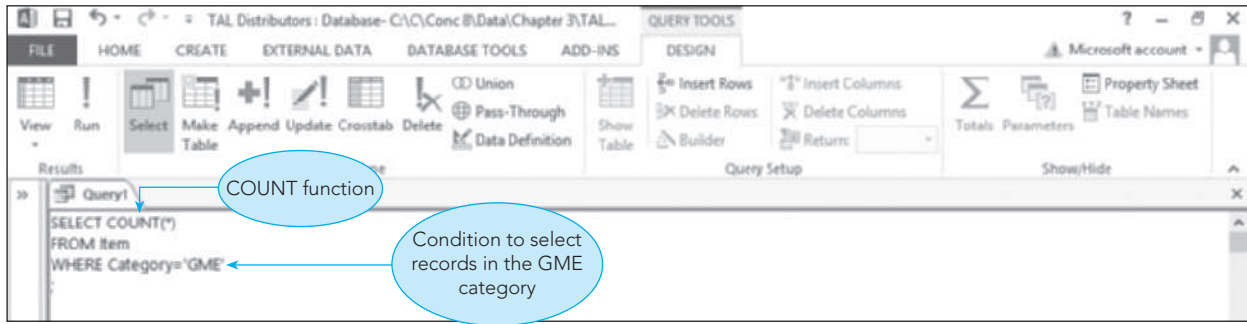 TAL Distributors : Database- C:\C\Conc 8\Data\Chapter 3\TAL...
QUERY TOOLS
FILE HOME CREATE EXTERNAL DATA DATABASE TOOLS ADD-INS DESIGN Microsoft account
View
Run
Select
Make Table
Append
Update
Crosstab
Delete
Union
Pass-Through
Data Definition
Show Table
Insert Rows
Delete Rows
Builder
Insert Columns
Delete Columns
Return:
Totals
Parameters
Property Sheet
Table Names
Results
Query Setup
Show/Hide
Query1
COUNT function
SELECT COUNT(*)
FROM Item
WHERE Category='GME'
;
Condition to select
records in the GME
category